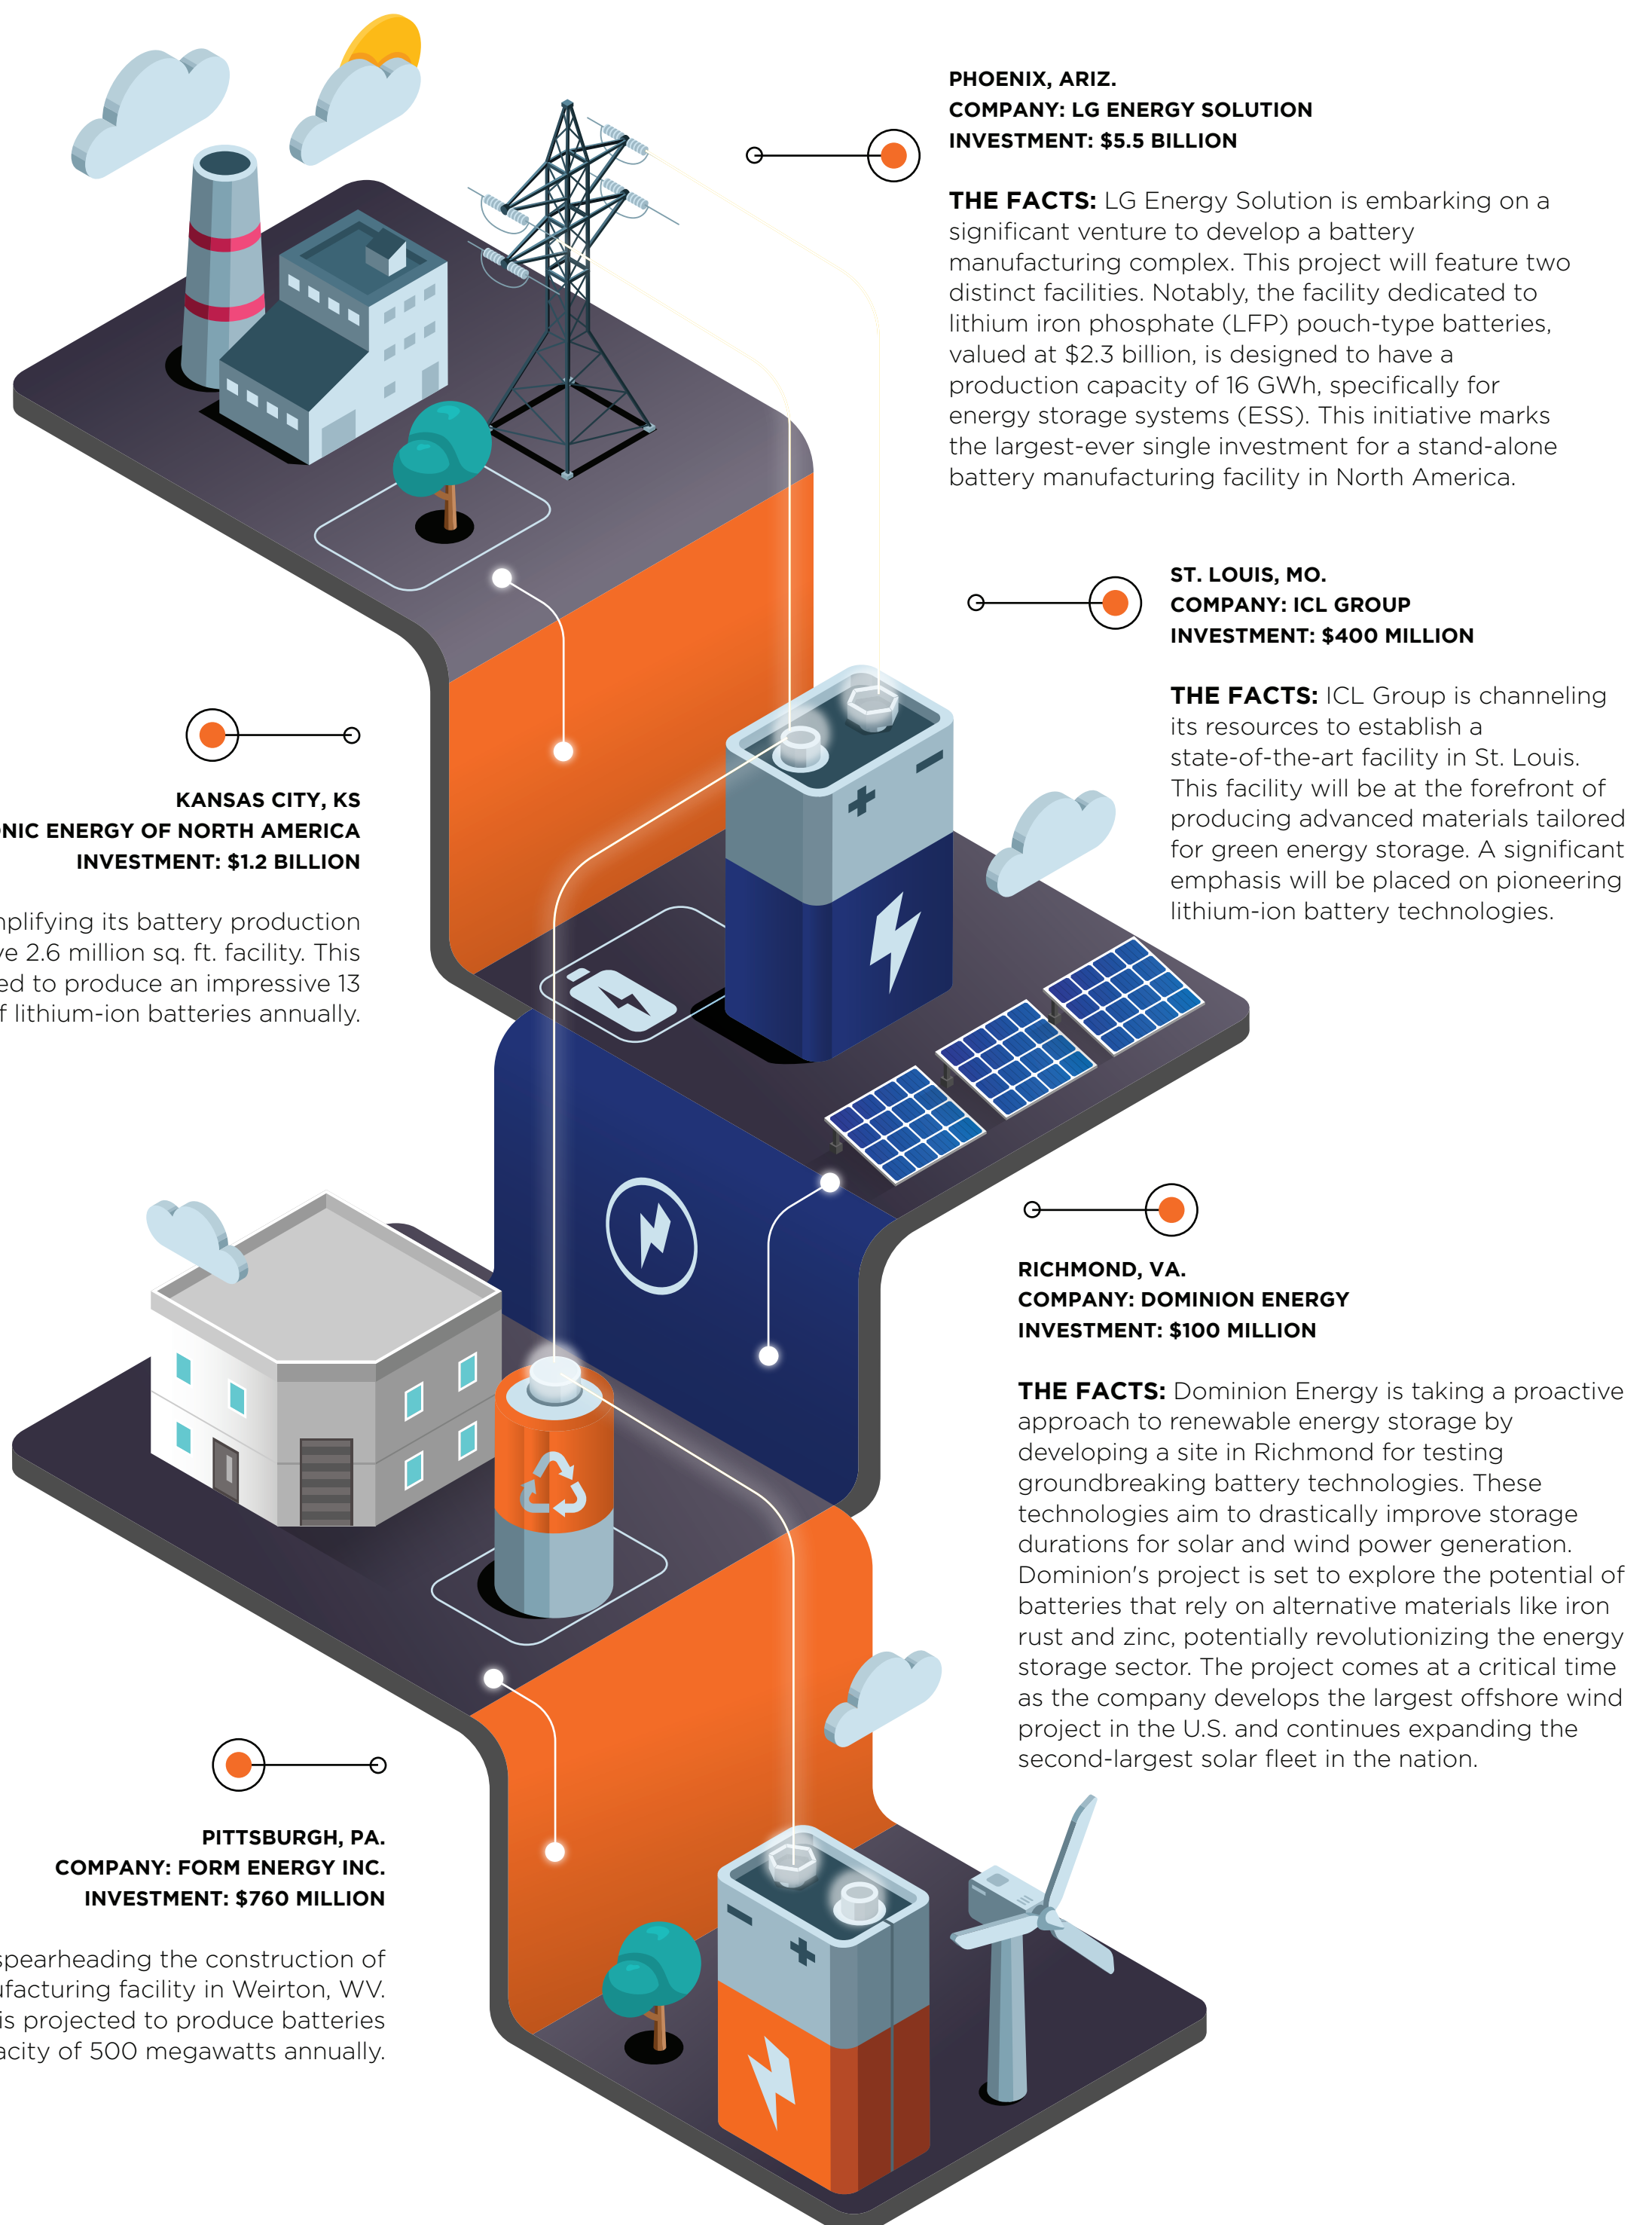 PHOENIX, ARIZ.
COMPANY: LG ENERGY SOLUTION
INVESTMENT: $5.5 BILLION
THE FACTS: LG Energy Solution is embarking on a
significant venture to develop a battery
manufacturing complex. This project will feature two
distinct facilities. Notably, the facility dedicated to
lithium iron phosphate (LFP) pouch-type batteries,
valued at $2.3 billion, is designed to have a
production capacity of 16 GWh, specifically for
energy storage systems (ESS). This initiative marks
the largest-ever single investment for a stand-alone
battery manufacturing facility in North America.
ST. LOUIS, MO.
COMPANY: ICL GROUP
INVESTMENT: $400 MILLION
THE FACTS: ICL Group is channeling
its resources to establish a
state-of-the-art facility in St. Louis.
This facility will be at the forefront of
producing advanced materials tailored
for green energy storage. A significant
emphasis will be placed on pioneering
lithium-ion battery technologies.
KANSAS CITY, KS
ENERGY OF NORTH AMERICA
INVESTMENT: $1.2 BILLION
its battery production
2.6 million sq. ft. facility. This
to produce an impressive 13
lithium-ion batteries annually.
RICHMOND, VA.
COMPANY: DOMINION ENERGY
INVESTMENT: $100 MILLION
THE FACTS: Dominion Energy is taking a proactive
approach to renewable energy storage by
developing a site in Richmond for testing
groundbreaking battery technologies. These
technologies aim to drastically improve storage
durations for solar and wind power generation.
Dominion's project is set to explore the potential of
batteries that rely on alternative materials like iron
rust and zinc, potentially revolutionizing the energy
storage sector. The project comes at a critical time
as the company develops the largest offshore wind
project in the U.S. and continues expanding the
second-largest solar fleet in the nation.
PITTSBURGH, PA.
COMPANY: FORM ENERGY INC.
INVESTMENT: $760 MILLION
spearheading the construction of
facility in Weirton, WV.
is projected to produce batteries
of 500 megawatts annually.